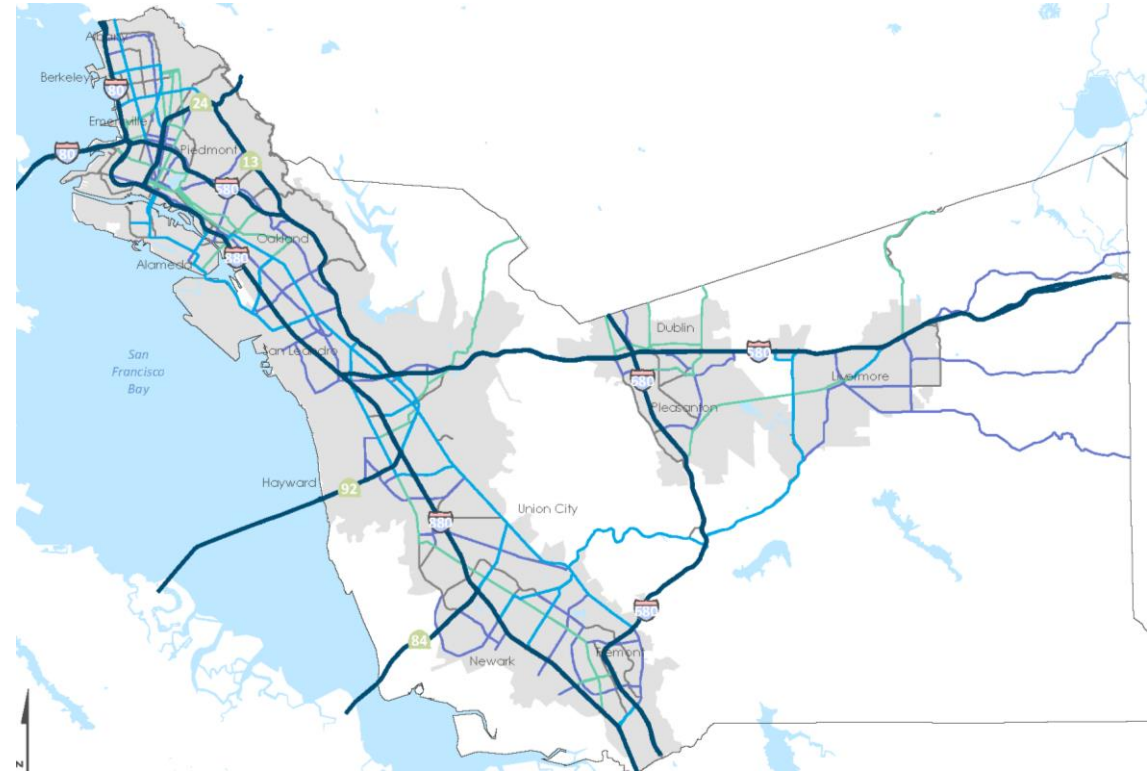 Albany
Berkeley
80
24
Emeryville
Piedmont
80
13
580
Oakland
880
Alameda
San
Francisco
Bay
San Leandro
Dublin
580
680
Livermore
Pleasanton
Hayward
92
Union City
880
680
84
Fremont
Newark
N